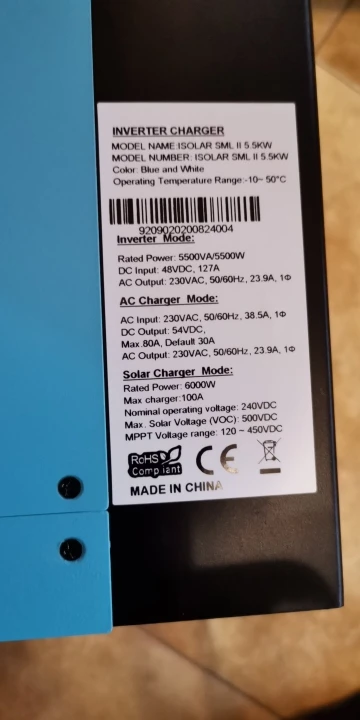 INVERTER CHARGER
MODEL NAME:ISOLAR SML II 5.5KW
MODEL NUMBER: ISOLAR SML II 5.5KW
Color: Blue and White
Operating Temperature Range:-10~ 50°C
9209020200824004
Inverter Mode:
Rated Power: 5500VA/5500W
DC Input: 48VDC, 127A
AC Output: 230VAC, 50/60HZ, 23.9A, 1Φ
AC Charger Mode:
AC Input: 230VAC, 50/60HZ, 38.5A, 1Φ
DC Output: 54VDC,
Max.80A, Default 30A
AC Output: 230VAC, 50/60HZ, 23.9A, 1Φ
Solar Charger Mode:
Rated Power: 6000W
Max charger:100A
Nominal operating voltage: 240VDC
Max. Solar Voltage (VOC): 500VDC
MPPT Voltage range: 120 ~ 450VDC
RoHS
Compliant
CE
MADE IN CHINA